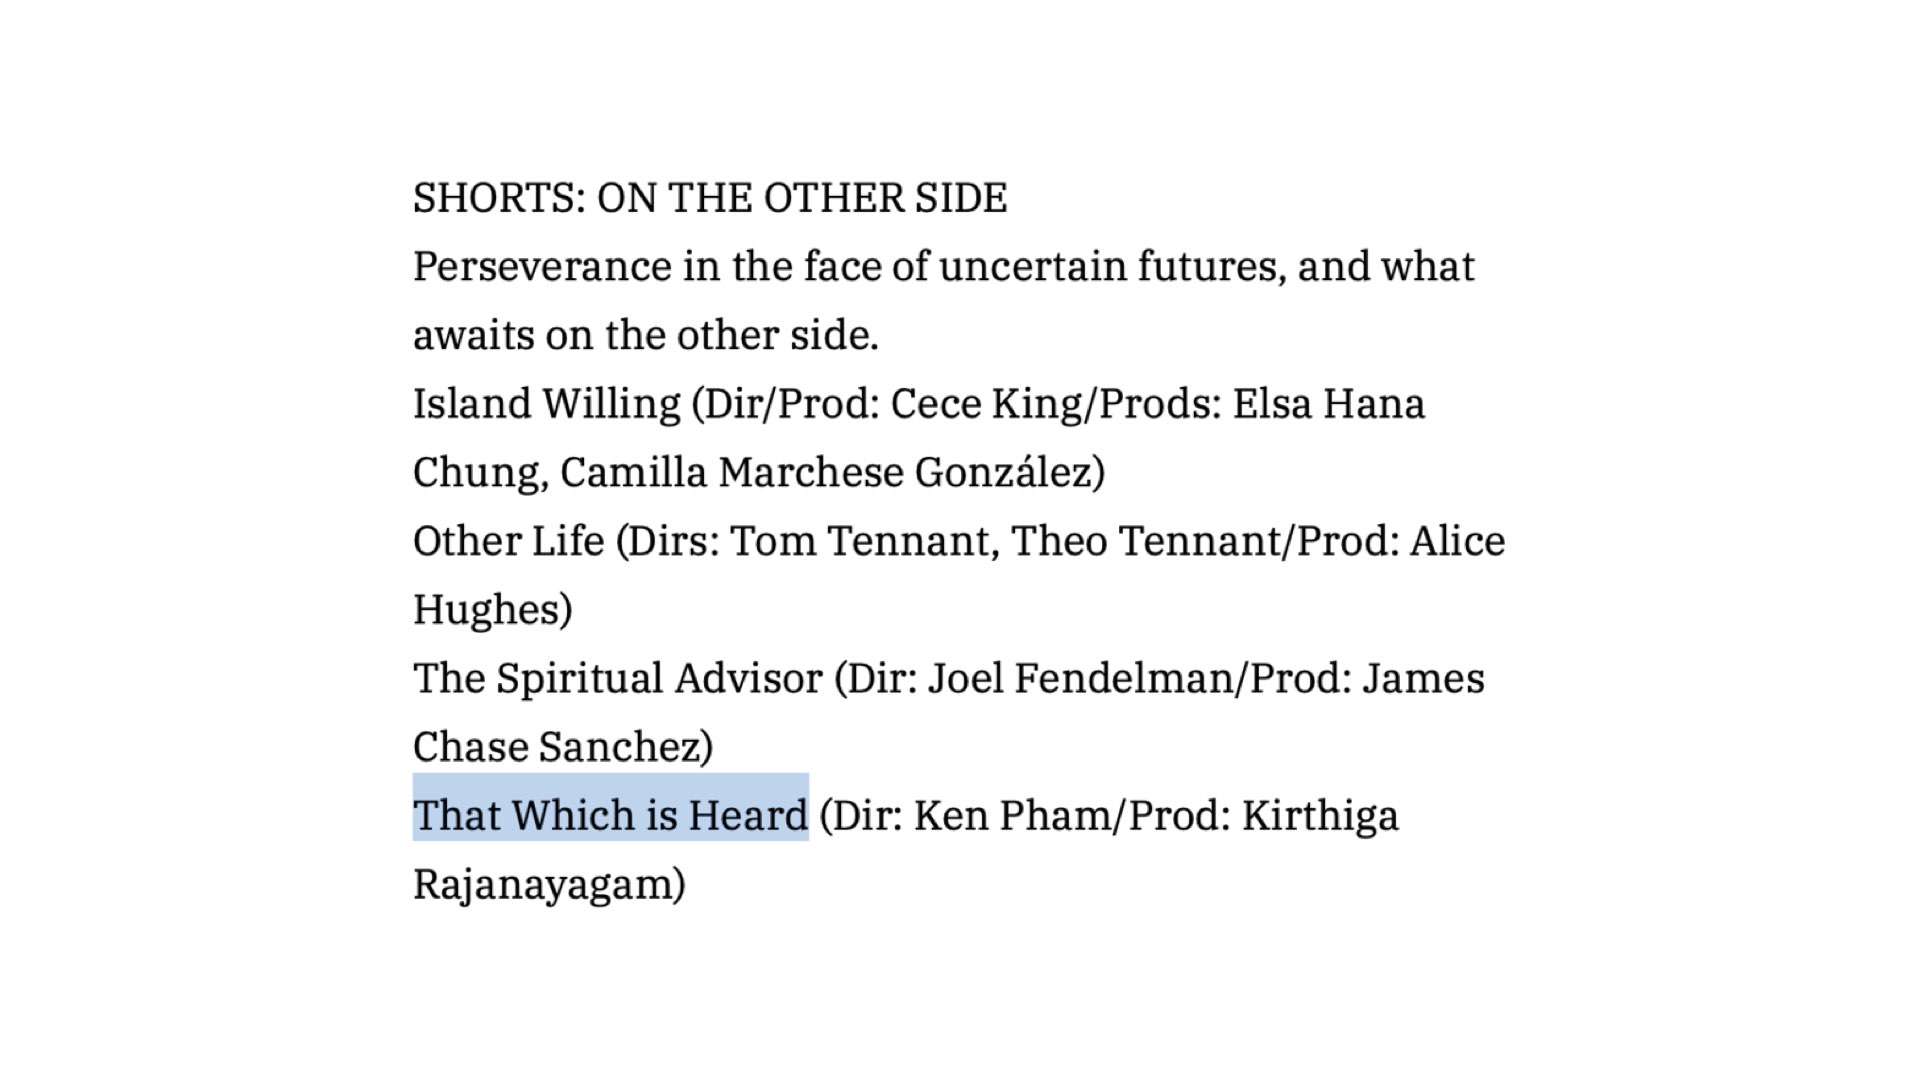 SHORTS: ON THE OTHER SIDE
Perseverance in the face of uncertain futures, and what
awaits on the other side.
Island Willing (Dir/Prod: Cece King/Prods: Elsa Hana
Chung, Camilla Marchese González)
Other Life (Dirs: Tom Tennant, Theo Tennant/Prod: Alice
Hughes)
The Spiritual Advisor (Dir: Joel Fendelman/Prod: James
Chase Sanchez)
That Which is Heard (Dir: Ken Pham/Prod: Kirthiga
Rajanayagam)